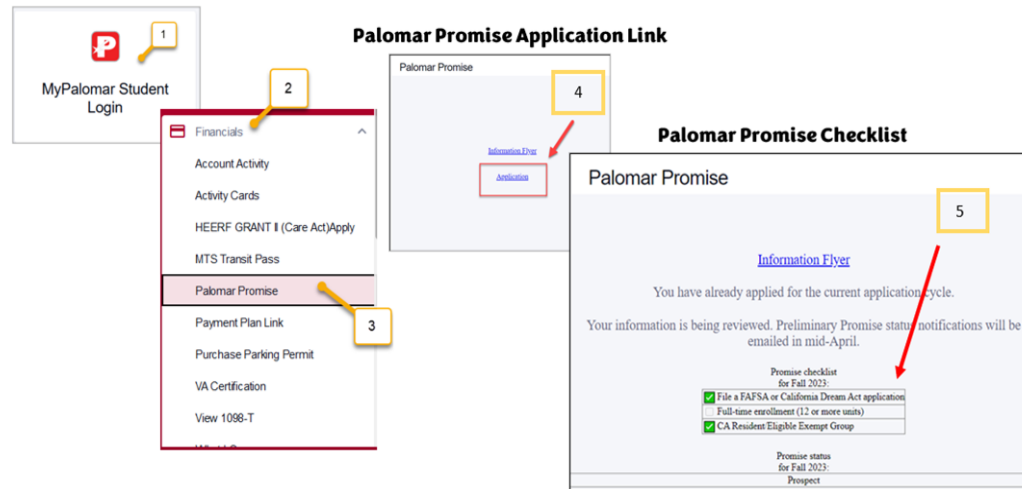 1
MyPalomar Student
Login
2
Financials
Account Activity
Activity Cards
HEERF GRANT II (Care Act)Apply
MTS Transit Pass
Palomar Promise
3
Payment Plan Link
Purchase Parking Permit
VA Certification
View 1098-T
Palomar Promise Application Link
Palomar Promise
4
Information Flyer
Application
Palomar Promise Checklist
Palomar Promise
5
Information Flyer
You have already applied for the current application cycle.
Your information is being reviewed. Preliminary Promise status notifications will be
emailed in mid-April.
Promise checklist
for Fall 2023:
File a FAFSA or California Dream Act application
Full-time enrollment (12 or more units)
CA Resident/Eligible Exempt Group
Promise status
for Fall 2023:
Prospect